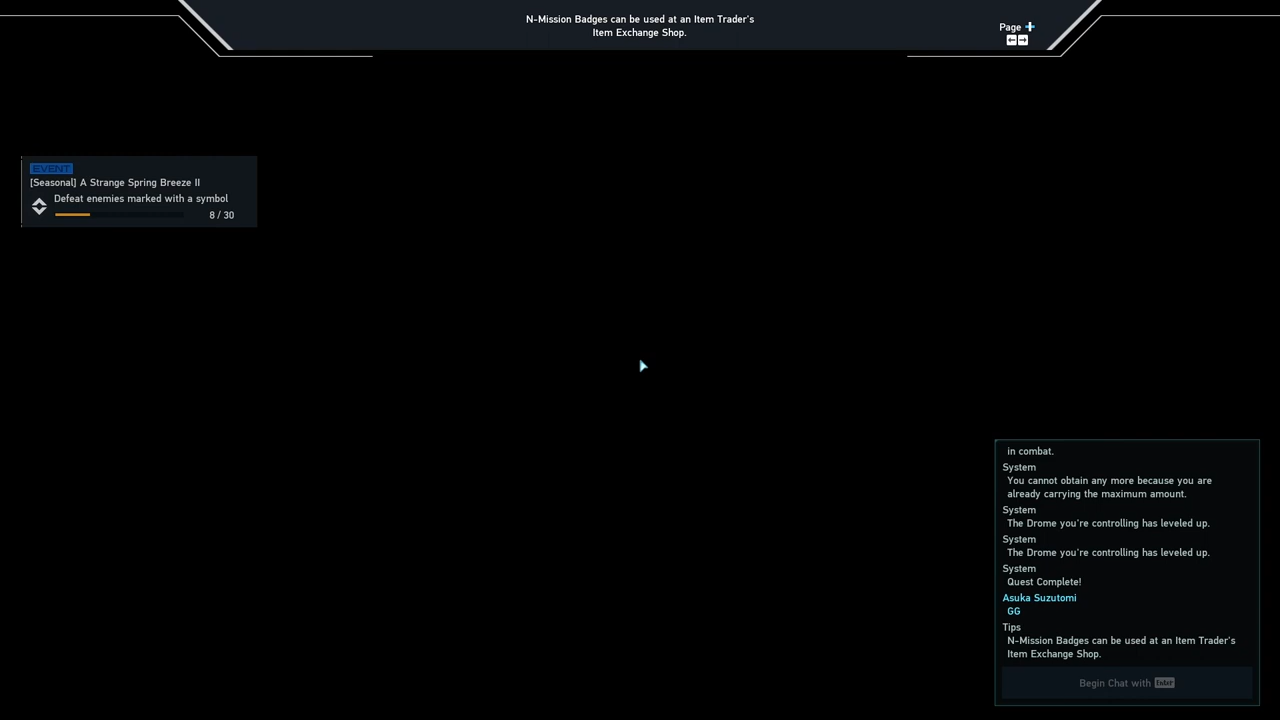 N-Mission Badges can be used at an Item Trader's
Item Exchange Shop.
Page
EVENT
[Seasonal] A Strange Spring Breeze II
Defeat enemies marked with a symbol
8 / 30
in combat.
System
You cannot obtain any more because you are
already carrying the maximum amount.
System
The Drome you're controlling has leveled up.
System
The Drome you're controlling has leveled up.
System
Quest Complete!
Asuka Suzutomi
GG
Tips
N-Mission Badges can be used at an Item Trader's
Item Exchange Shop.
Begin Chat with Enter